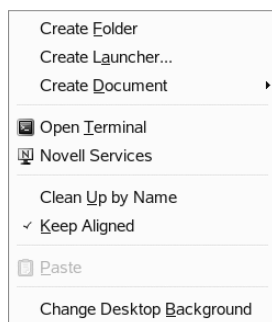 Create Folder
Create Launcher...
Create Document
Open Terminal
Novell Services
Clean Up by Name
Keep Aligned
Paste
Change Desktop Background